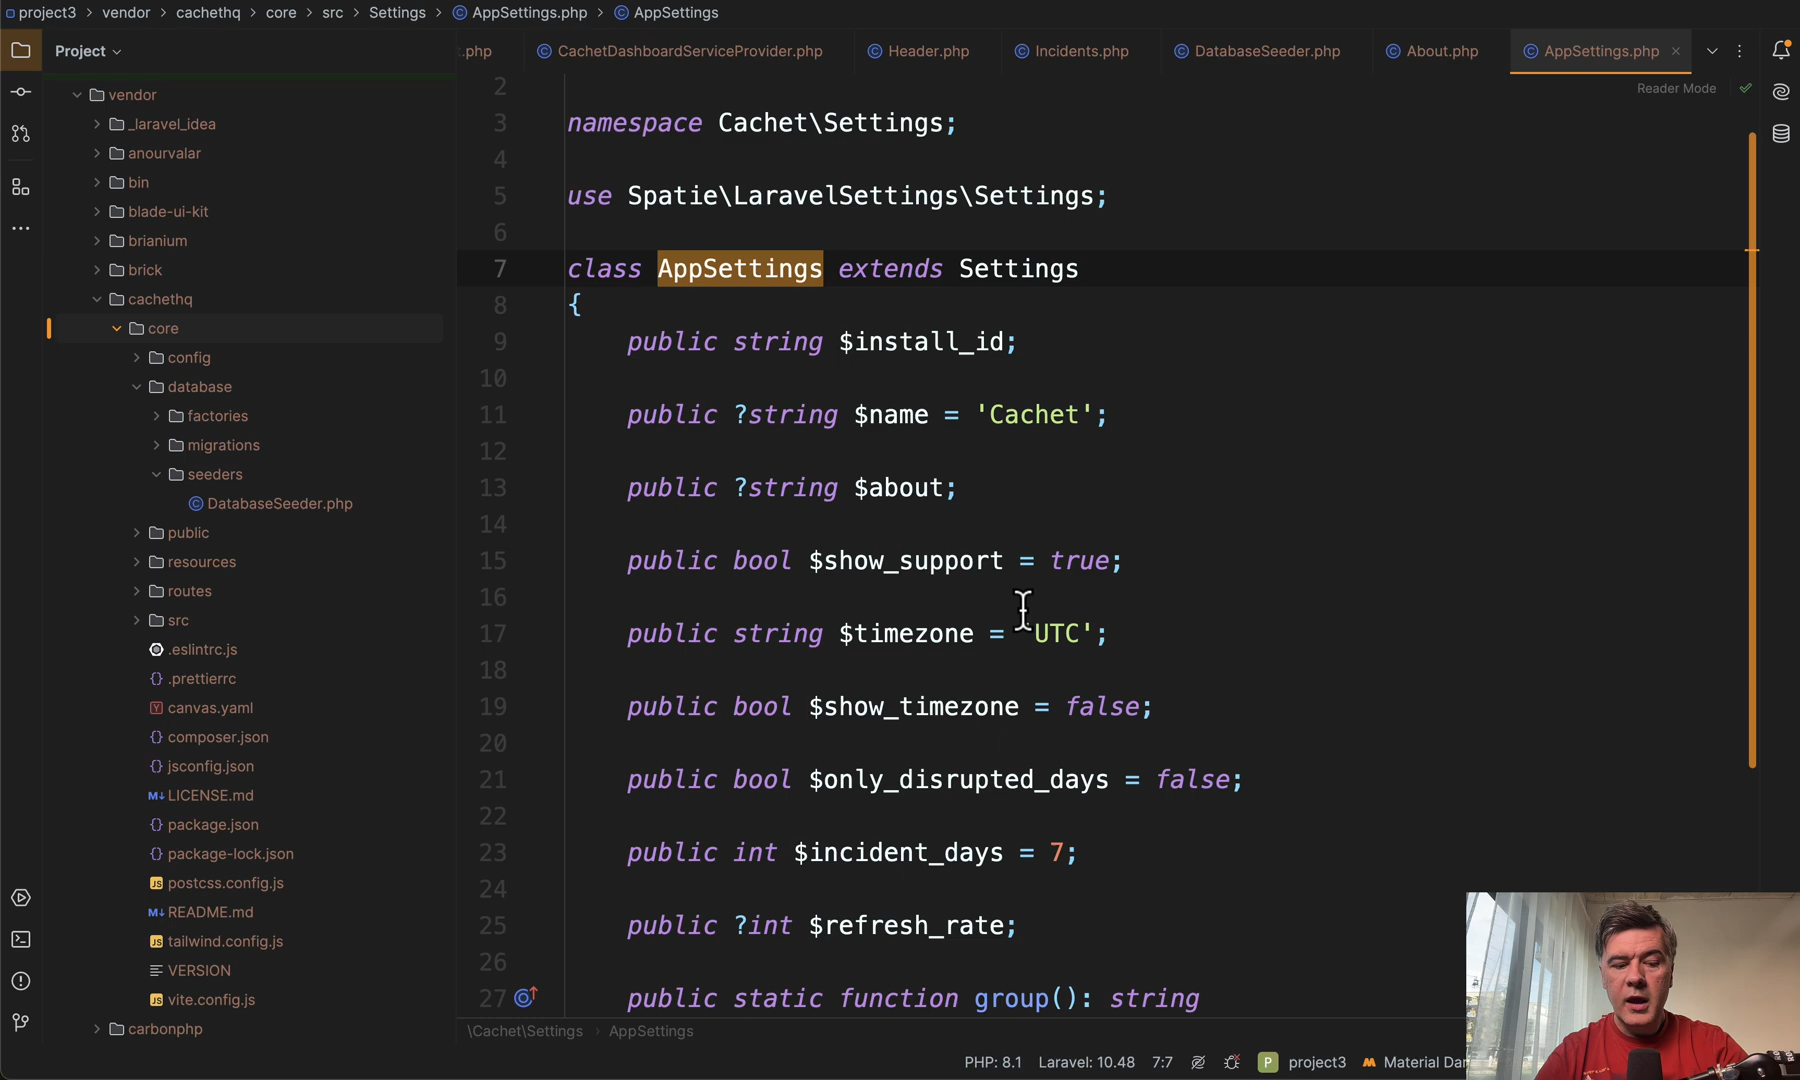 project3 > vendor > cachethq > core > src > Settings > AppSettings.php > AppSettings
Project
.php
CachetDashboardServiceProvider.php
Header.php
Incidents.php
DatabaseSeeder.php
About.php
AppSettings.php
Reader Mode
vendor
_laravel_idea
anourvalar
bin
blade-ui-kit
brianium
brick
cachethq
core
config
database
factories
migrations
seeders
DatabaseSeeder.php
public
resources
routes
src
.eslintrc.js
.prettierrc
canvas.yaml
composer.json
jsconfig.json
LICENSE.md
package.json
package-lock.json
postcss.config.js
README.md
tailwind.config.js
VERSION
vite.config.js
carbonphp
2
3 namespace Cachet\Settings;
4
5 use Spatie\LaravelSettings\Settings;
6
7 class AppSettings extends Settings
8 {
9 public string $install_id;
10
11 public ?string $name = 'Cachet';
12
13 public ?string $about;
14
15 public bool $show_support = true;
16
17 public string $timezone = 'UTC';
18
19 public bool $show_timezone = false;
20
21 public bool $only_disrupted_days = false;
22
23 public int $incident_days = 7;
24
25 public ?int $refresh_rate;
26
27 public static function group(): string
\Cachet\Settings > AppSettings
PHP: 8.1 Laravel: 10.48 7:7 P project3 Material Dar